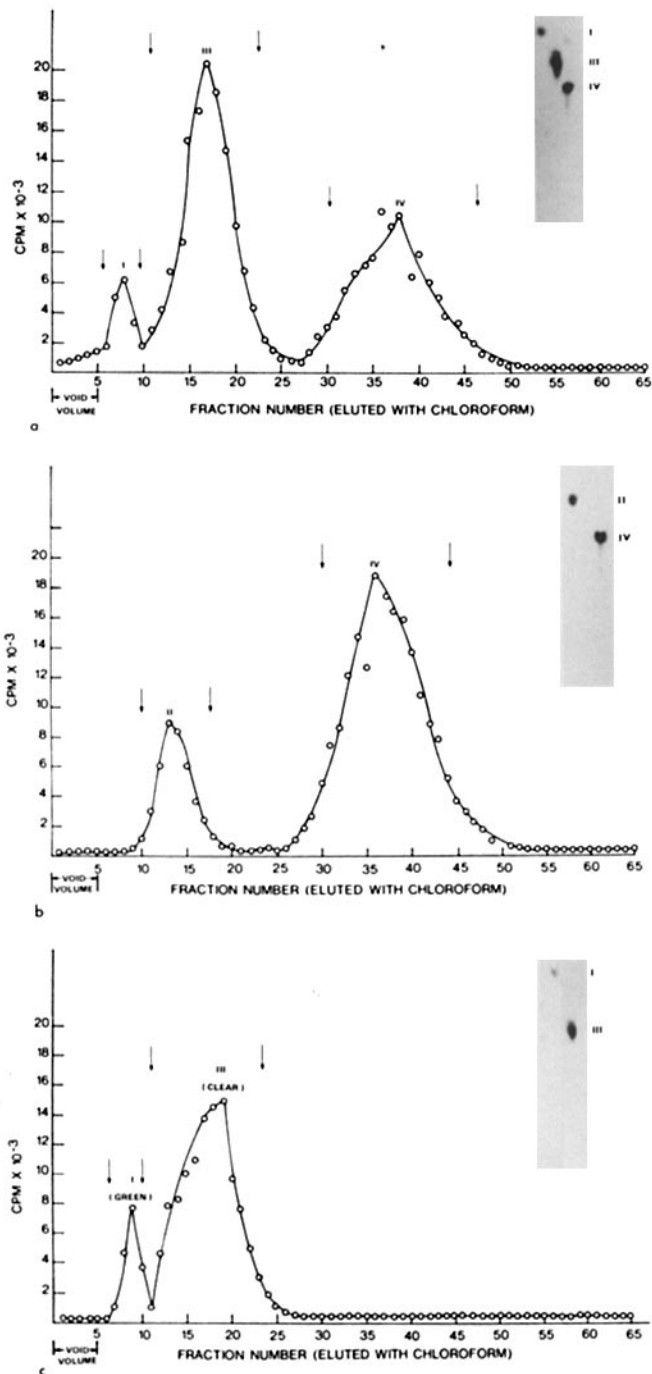 I
III
IV
III
I
IV
20
18
16
14
12
10
8
6
4
2
CPM X 10-3
5 10 15 20 25 30 35 40 45 50 55 60 65
VOID
VOLUME
FRACTION NUMBER (ELUTED WITH CHLOROFORM)
a
II
IV
IV
II
20
18
16
14
12
10
8
6
4
2
CPM X 10-3
5 10 15 20 25 30 35 40 45 50 55 60 65
VOID
VOLUME
FRACTION NUMBER (ELUTED WITH CHLOROFORM)
b
I
III
III
(CLEAR)
I
(GREEN)
20
18
16
14
12
10
8
6
4
2
CPM X 10-3
5 10 15 20 25 30 35 40 45 50 55 60 65
VOID
VOLUME
FRACTION NUMBER (ELUTED WITH CHLOROFORM)
c